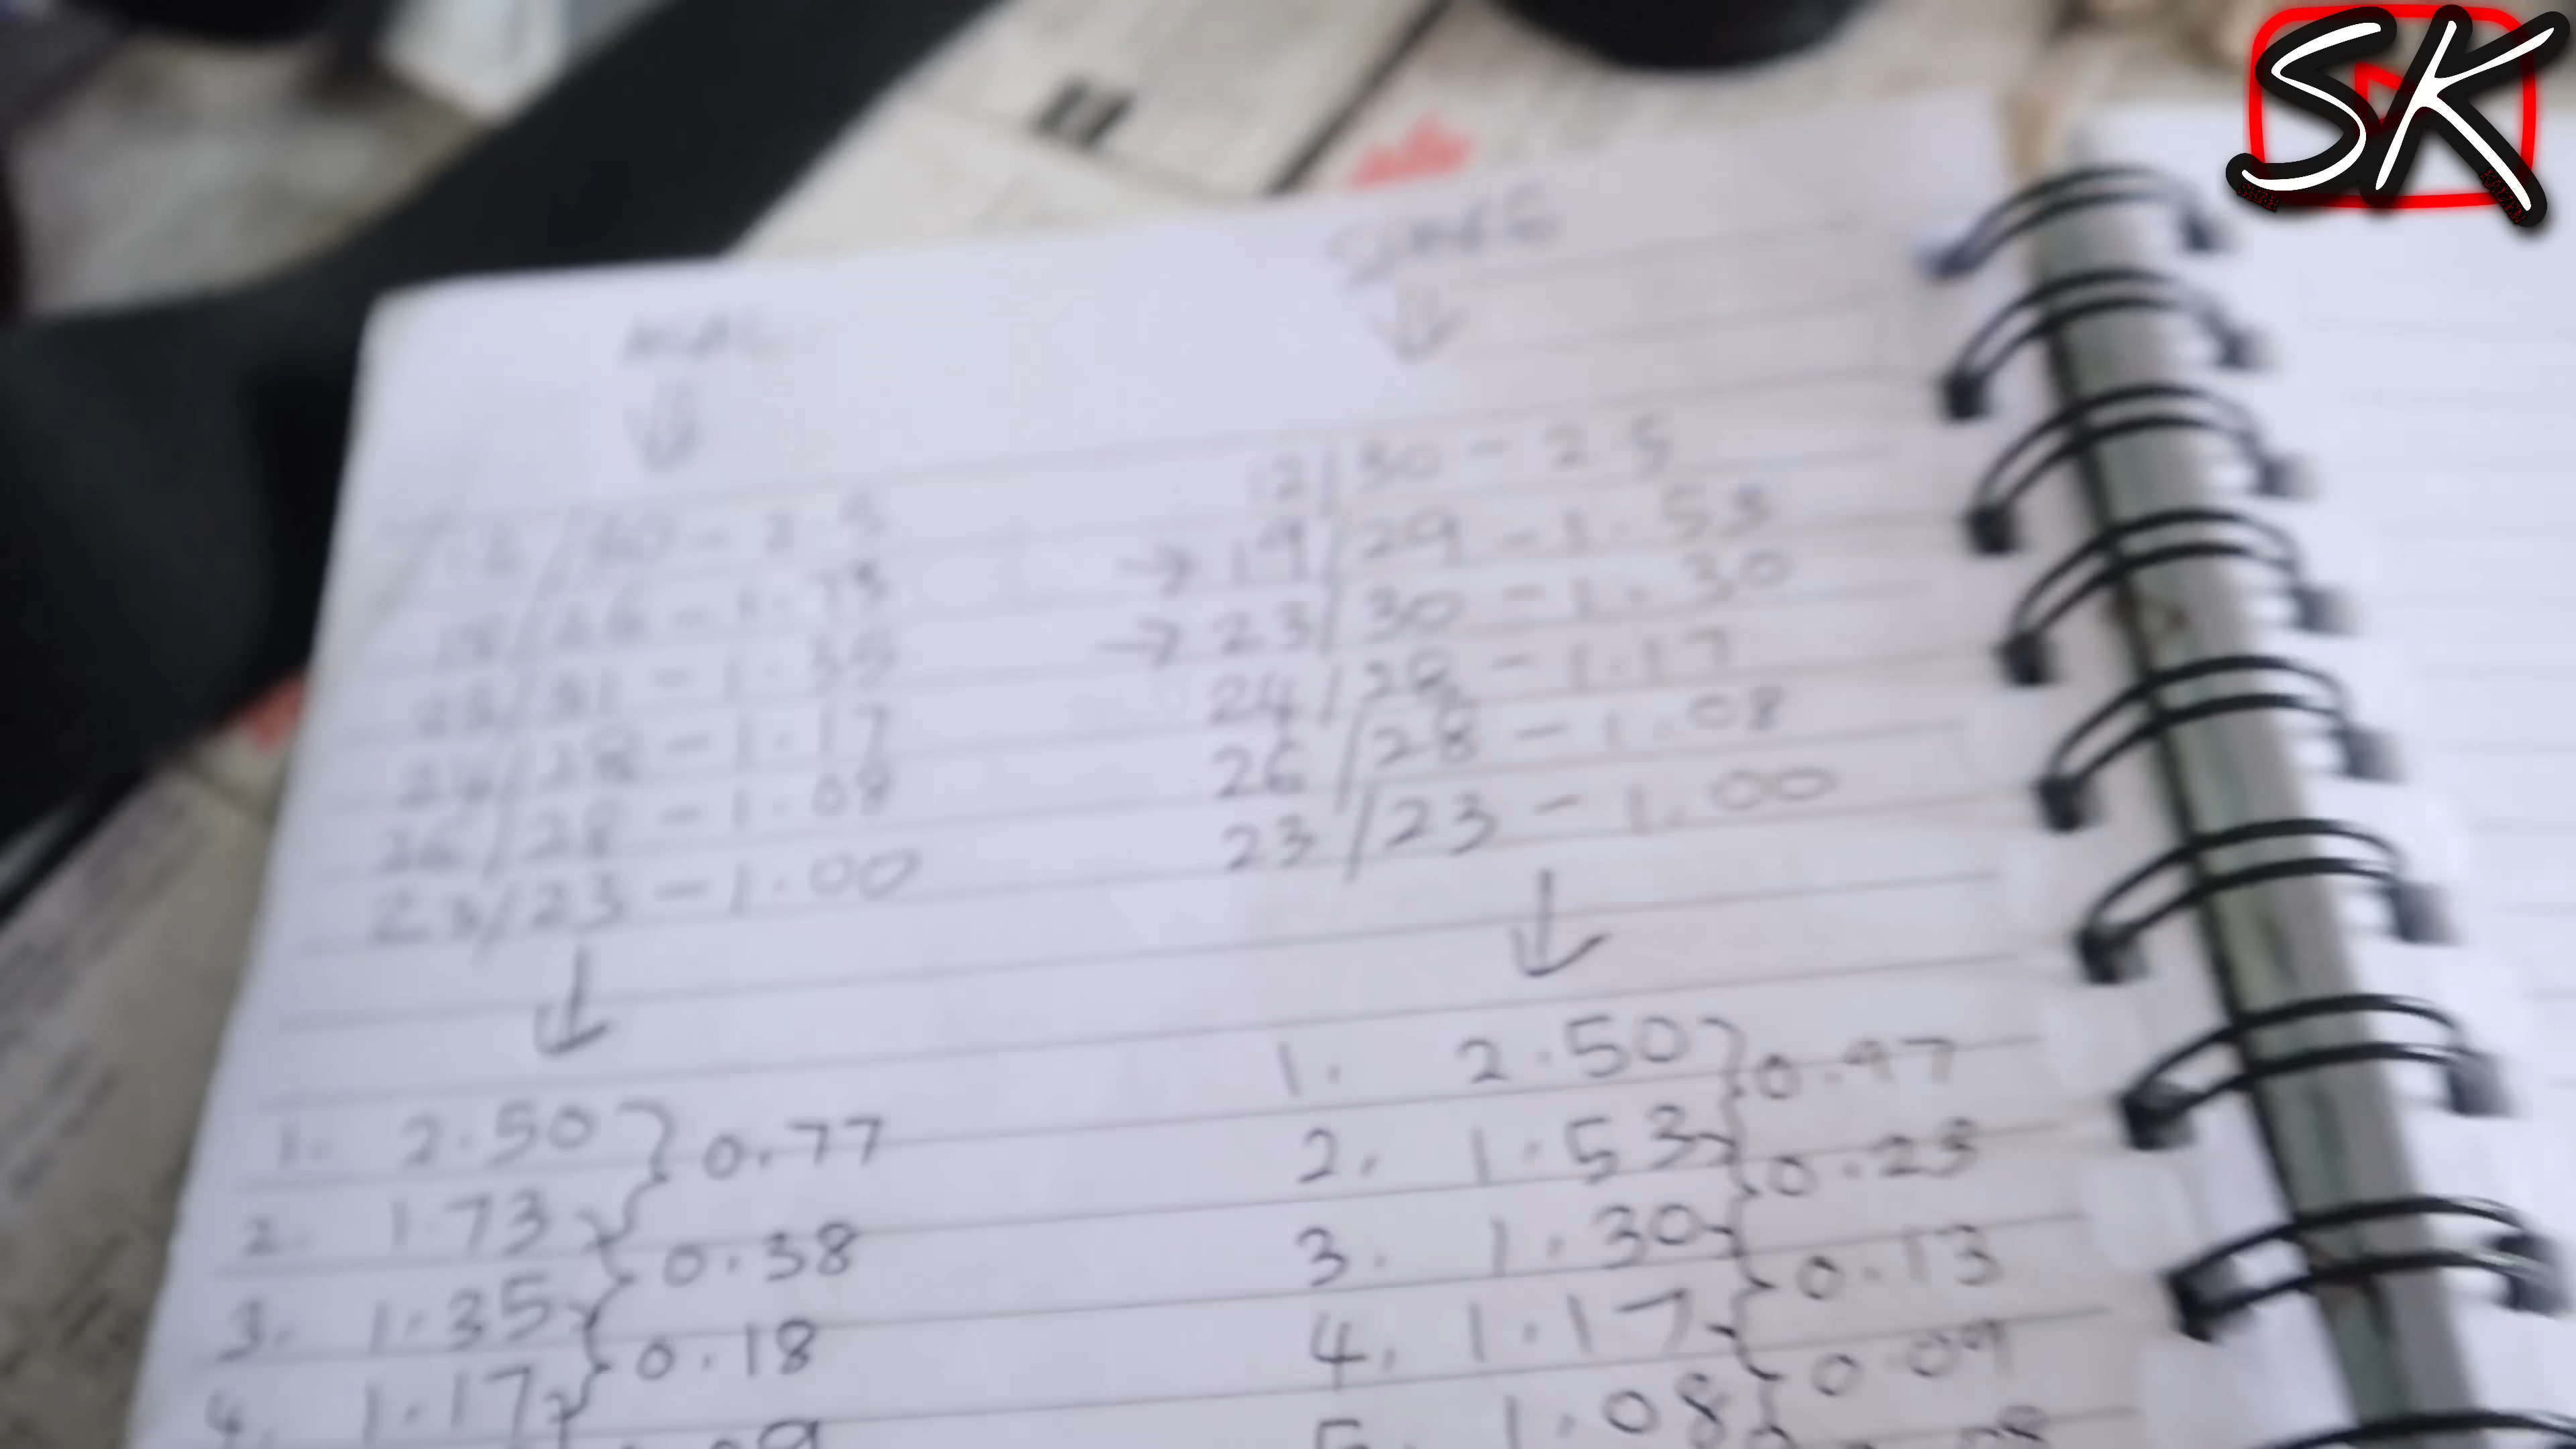 SK
12/30 - 2.5
→ 19/29 - 1.53
→ 23/30 - 1.30
24/28 - 1.17
26/28 - 1.08
23/23 - 1.00
- 2.5
- 1.73
/31 - 1.35
24/28 - 1.17
26/28 - 1.08
23/23 - 1.00
1. 2.50
0.77
2. 1.73
0.38
3. 1.35
0.18
4. 1.17
1. 2.50
0.97
2. 1.53
0.23
3. 1.30
0.13
4. 1.17
0.09
5. 1.08